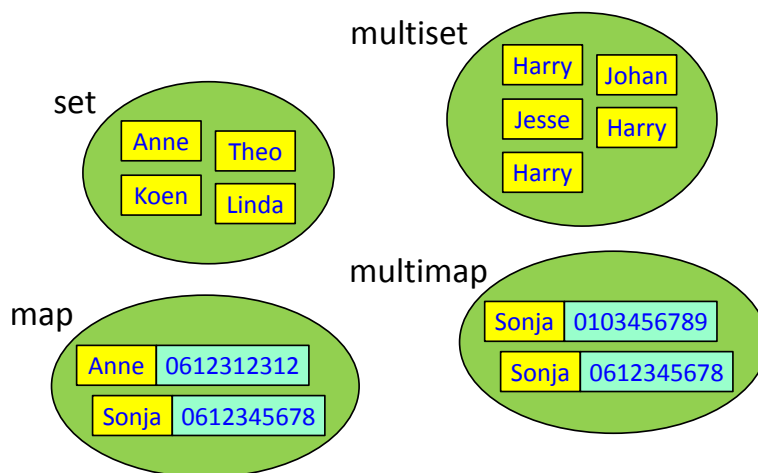 set
Anne
Theo
Koen
Linda
multiset
Harry
Johan
Jesse
Harry
Harry
map
Anne 0612312312
Sonja 0612345678
multimap
Sonja 0103456789
Sonja 0612345678